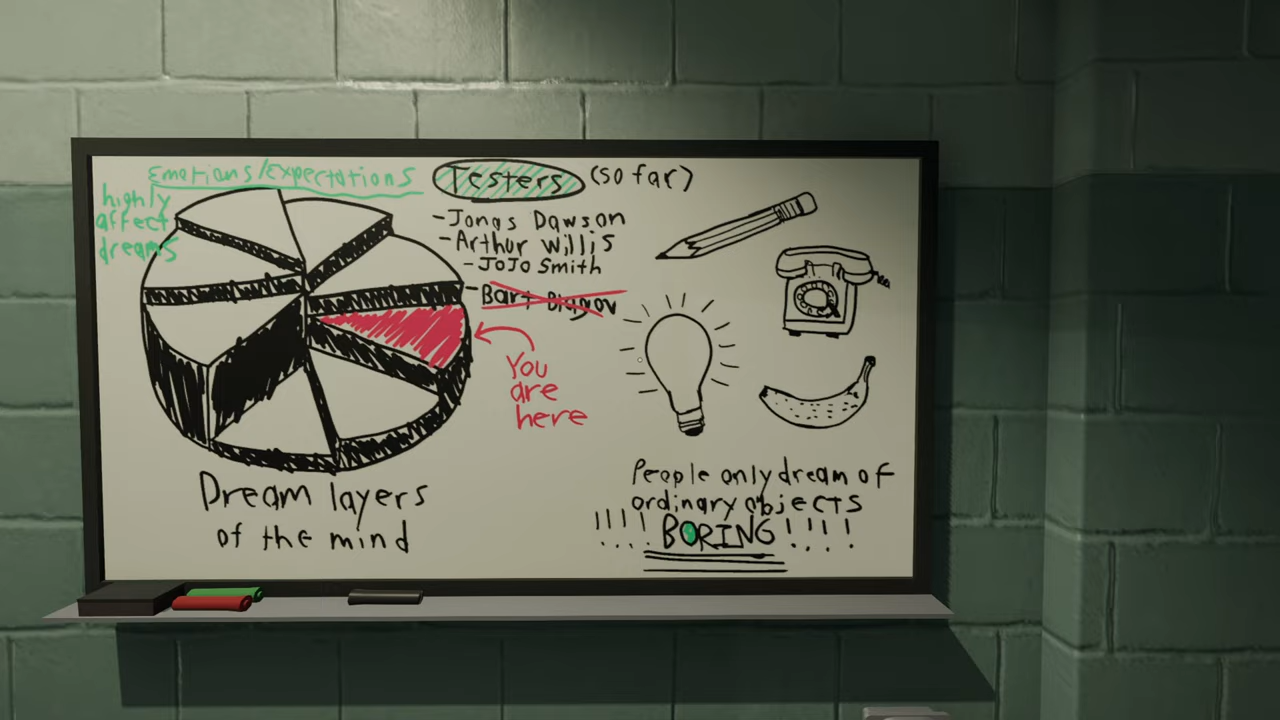 Emotions/Expectations
highly
affect
dreams
Dream layers
of the mind
You
are
here
Testers (so far)
-Jonas Dawson
-Arthur Willis
-JoJo Smith
-Bart
People only dream of
ordinary objects
!!!! BORING !!!!